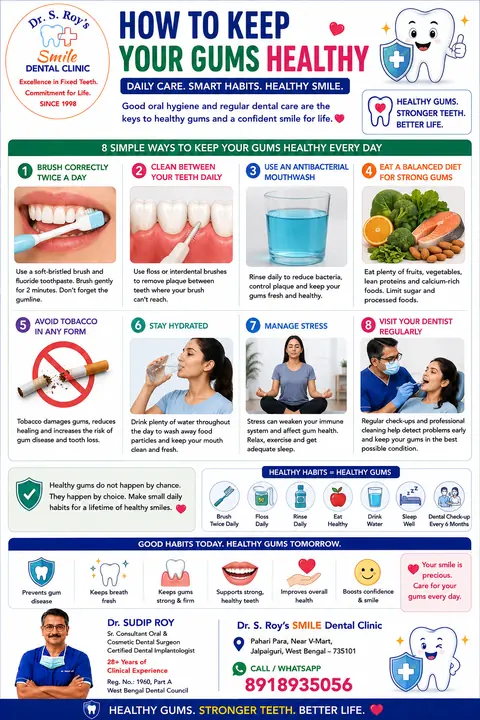 Dr. S. Roy's
Smile
DENTAL CLINIC
Excellence in Fixed Teeth.
Commitment for Life.
SINCE 1998
HOW TO KEEP
YOUR GUMS HEALTHY
DAILY CARE. SMART HABITS. HEALTHY SMILE.
Good oral hygiene and regular dental care are the
keys to healthy gums and a confident smile for life.
HEALTHY GUMS.
STRONGER TEETH.
BETTER LIFE.
8 SIMPLE WAYS TO KEEP YOUR GUMS HEALTHY EVERY DAY
1 BRUSH CORRECTLY
TWICE A DAY
Use a soft-bristled brush and
fluoride toothpaste. Brush gently
for 2 minutes. Don't forget the
gumline.
2 CLEAN BETWEEN
YOUR TEETH DAILY
Use floss or interdental brushes
to remove plaque between
teeth where your brush
can't reach.
3 USE AN ANTIBACTERIAL
MOUTHWASH
Rinse daily to reduce bacteria,
control plaque and keep your
gums fresh and healthy.
4 EAT A BALANCED DIET
FOR STRONG GUMS
Eat plenty of fruits, vegetables,
lean proteins and calcium-rich
foods. Limit sugar and
processed foods.
5 AVOID TOBACCO
IN ANY FORM
Tobacco damages gums, reduces
healing and increases the risk of
gum disease and tooth loss.
6 STAY HYDRATED
Drink plenty of water throughout
the day to wash away food
particles and keep your mouth
clean and fresh.
7 MANAGE STRESS
Stress can weaken your immune
system and affect gum health.
Relax, exercise and get
adequate sleep.
8 VISIT YOUR DENTIST
REGULARLY
Regular check-ups and professional
cleaning help detect problems early
and keep your gums in the best
possible condition.
Healthy gums do not happen by chance.
They happen by choice. Make small daily
habits for a lifetime of healthy smiles.
HEALTHY HABITS = HEALTHY GUMS
Brush
Twice Daily
Floss
Daily
Rinse
Daily
Eat
Healthy
Drink
Water
Sleep
Well
Dental Check-up
Every 6 Months
GOOD HABITS TODAY. HEALTHY GUMS TOMORROW.
Prevents gum
disease
Keeps breath
fresh
Keeps gums
strong & firm
Supports strong,
healthy teeth
Improves overall
health
Boosts confidence
& smile
Your smile is
precious.
Care for your
gums every day.
Dr. SUDIP ROY
Sr. Consultant Oral &
Cosmetic Dental Surgeon
Certified Dental Implantologist
28+ Years of
Clinical Experience
Reg. No.: 1960, Part A
West Bengal Dental Council
Dr. S. Roy's SMILE Dental Clinic
Pahari Para, Near V-Mart,
Jalpaiguri, West Bengal – 735101
CALL / WHATSAPP
8918935056
HEALTHY GUMS. STRONGER TEETH. BETTER LIFE.